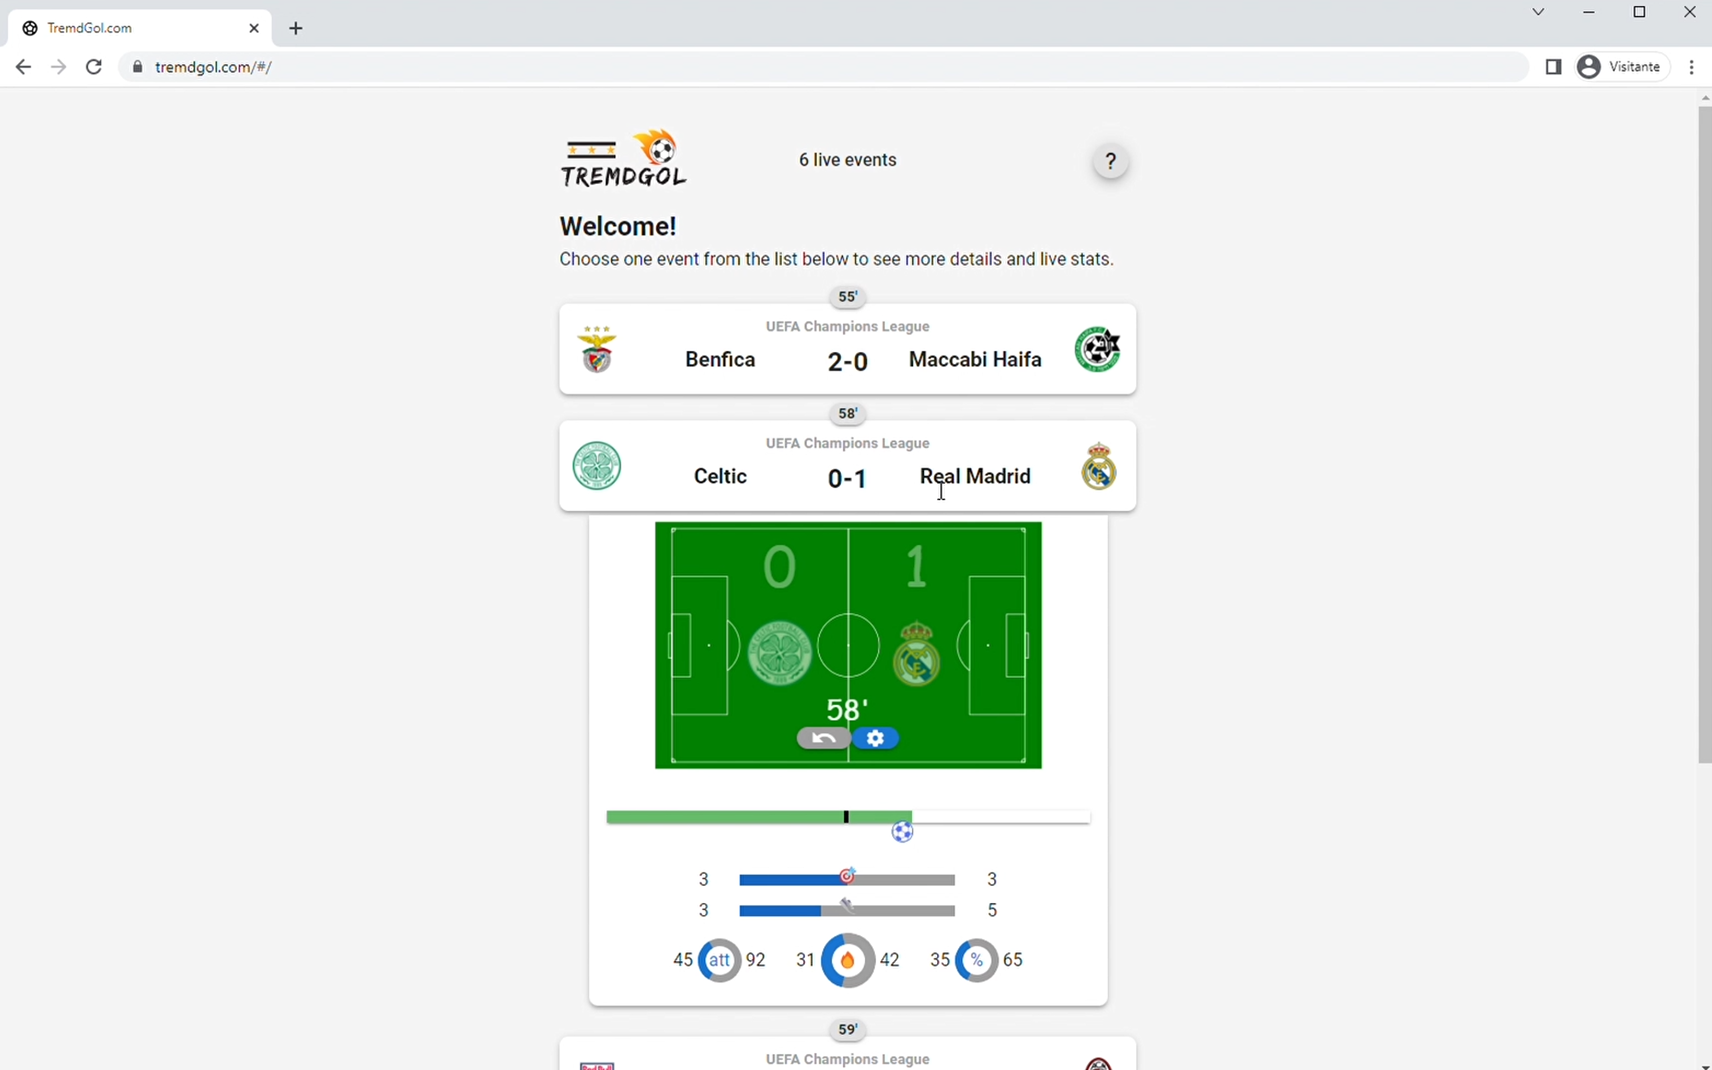 TremdGol.com
tremdgol.com/#/
Visitante
TREMDGOL
6 live events
?
Welcome!
Choose one event from the list below to see more details and live stats.
55'
UEFA Champions League
Benfica 2-0 Maccabi Haifa
58'
UEFA Champions League
Celtic 0-1 Real Madrid
0 1
58'
3 3
3 5
45 att 92 31 42 35 % 65
59'
UEFA Champions League